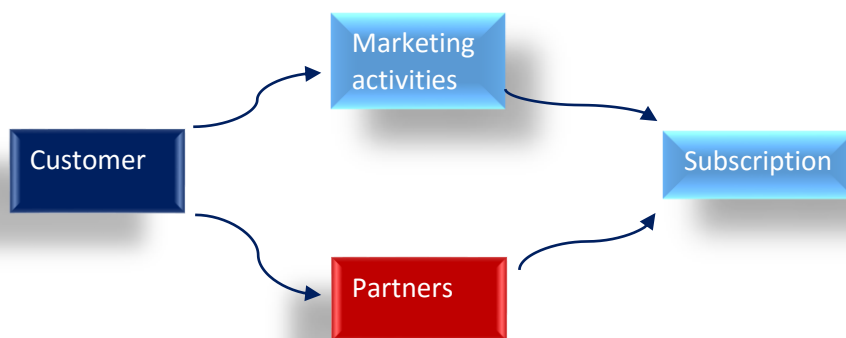 Marketing
activities
Customer
Subscription
Partners